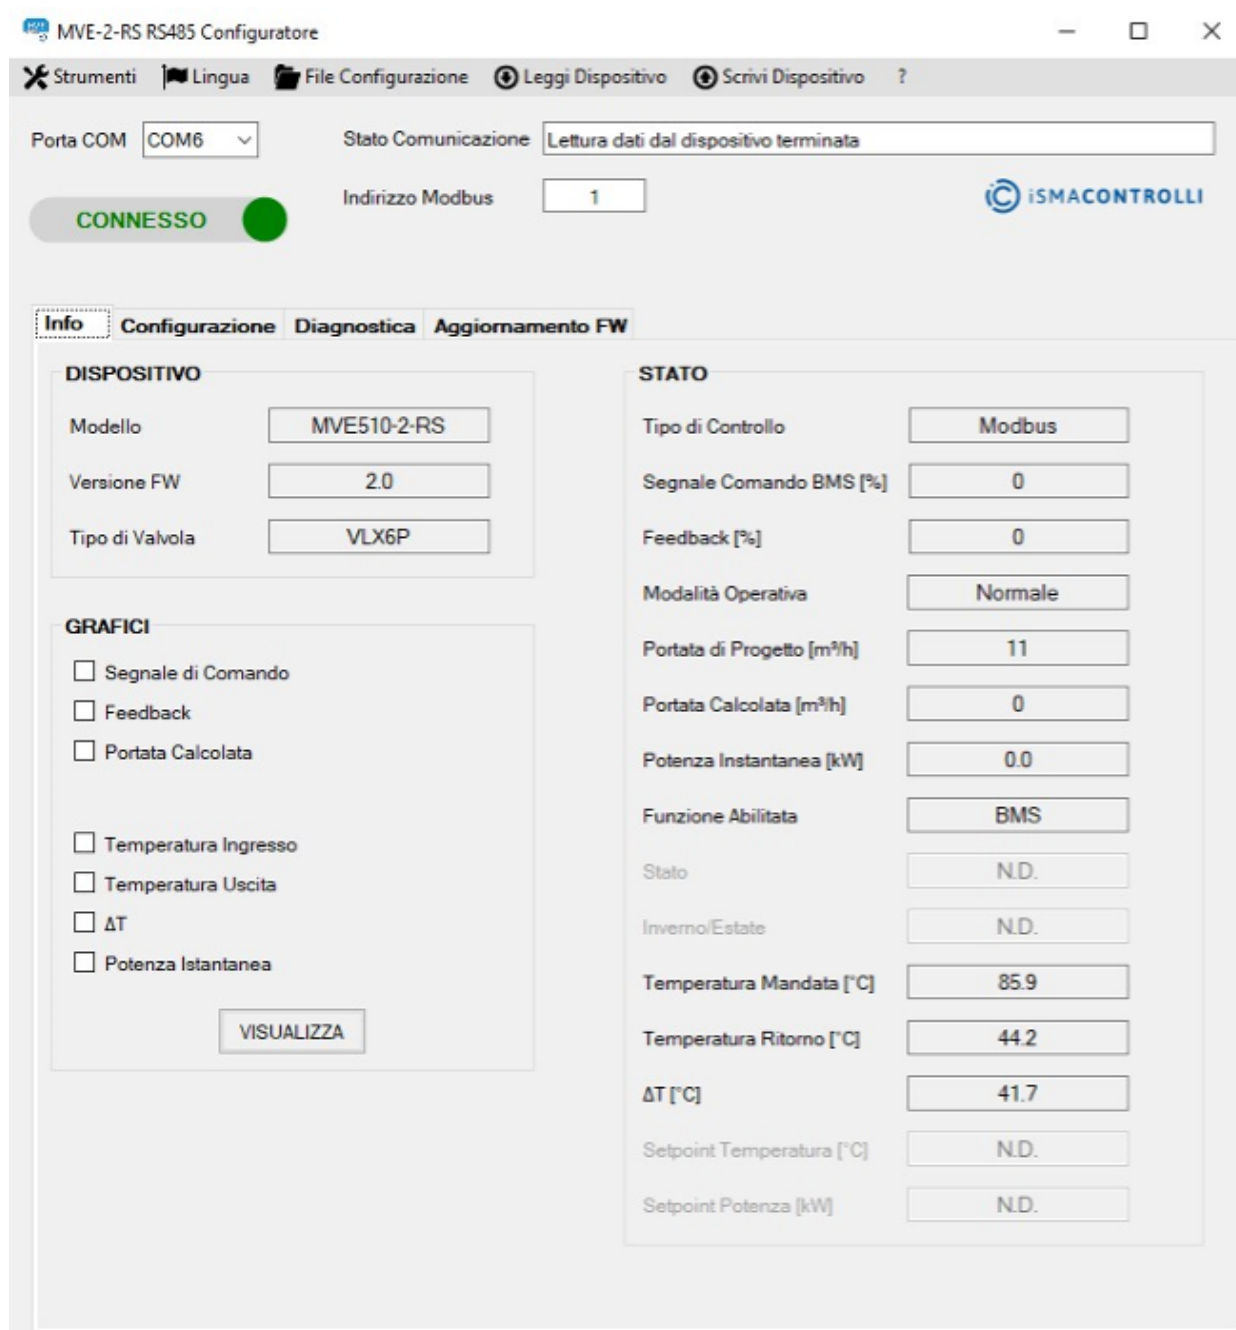 MVE-2-RS RS485 Configuratore
Strumenti Lingua File Configurazione Leggi Dispositivo Scrivi Dispositivo ?
Porta COM COM6 Stato Comunicazione Lettura dati dal dispositivo terminata
Indirizzo Modbus 1
iSMACONTROLLI
CONNESSO
Info Configurazione Diagnostica Aggiornamento FW
DISPOSITIVO
Modello MVE510-2-RS
Versione FW 2.0
Tipo di Valvola VLX6P
GRAFICI
Segnale di Comando
Feedback
Portata Calcolata
Temperatura Ingresso
Temperatura Uscita
ΔT
Potenza Istantanea
VISUALIZZA
STATO
Tipo di Controllo Modbus
Segnale Comando BMS [%] 0
Feedback [%] 0
Modalità Operativa Normale
Portata di Progetto [m³/h] 11
Portata Calcolata [m³/h] 0
Potenza Instantanea [kW] 0.0
Funzione Abilitata BMS
Stato N.D.
Inverno/Estate N.D.
Temperatura Mandata [°C] 85.9
Temperatura Ritorno [°C] 44.2
ΔT [°C] 41.7
Setpoint Temperatura [°C] N.D.
Setpoint Potenza [kW] N.D.